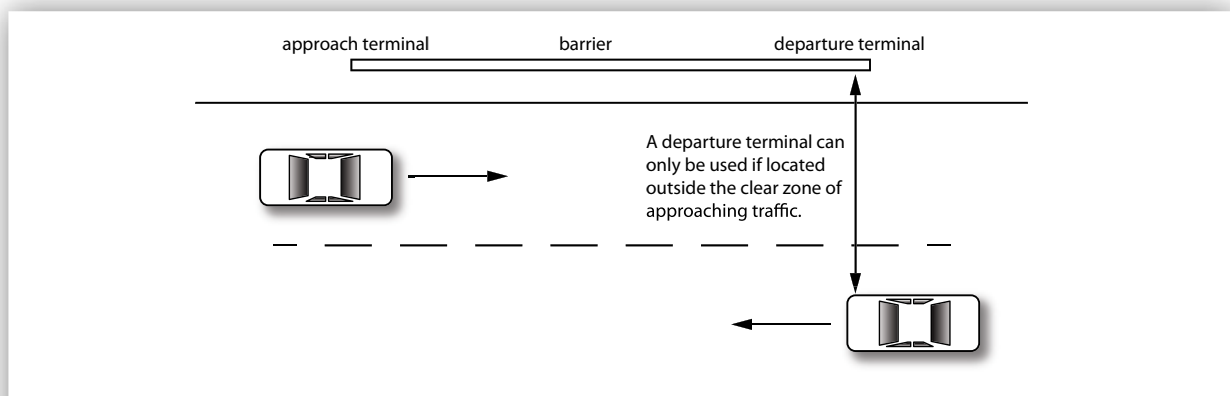 approach terminal barrier departure terminal
A departure terminal can
only be used if located
outside the clear zone of
approaching traffic.